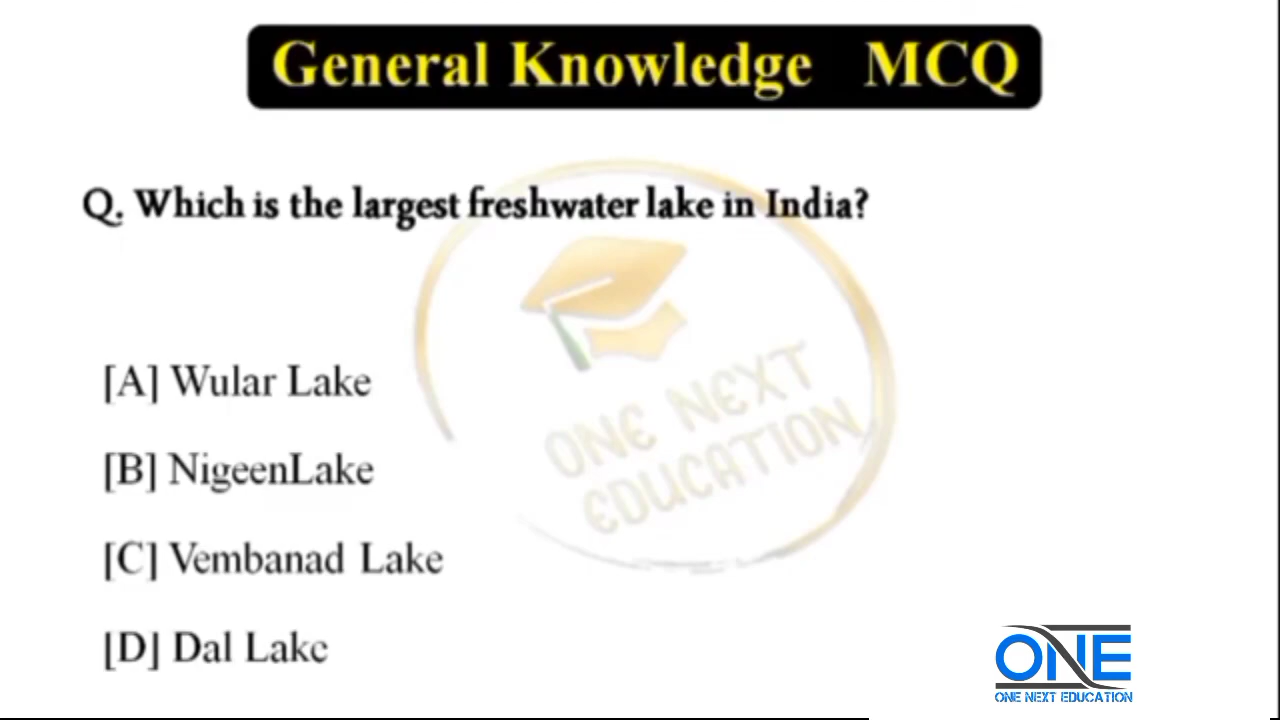 General Knowledge MCQ
Q. Which is the largest freshwater lake in India?
[A] Wular Lake
[B] NigeenLake
[C] Vembanad Lake
[D] Dal Lake
ONE NEXT
EDUCATION
ONE
ONE NEXT EDUCATION